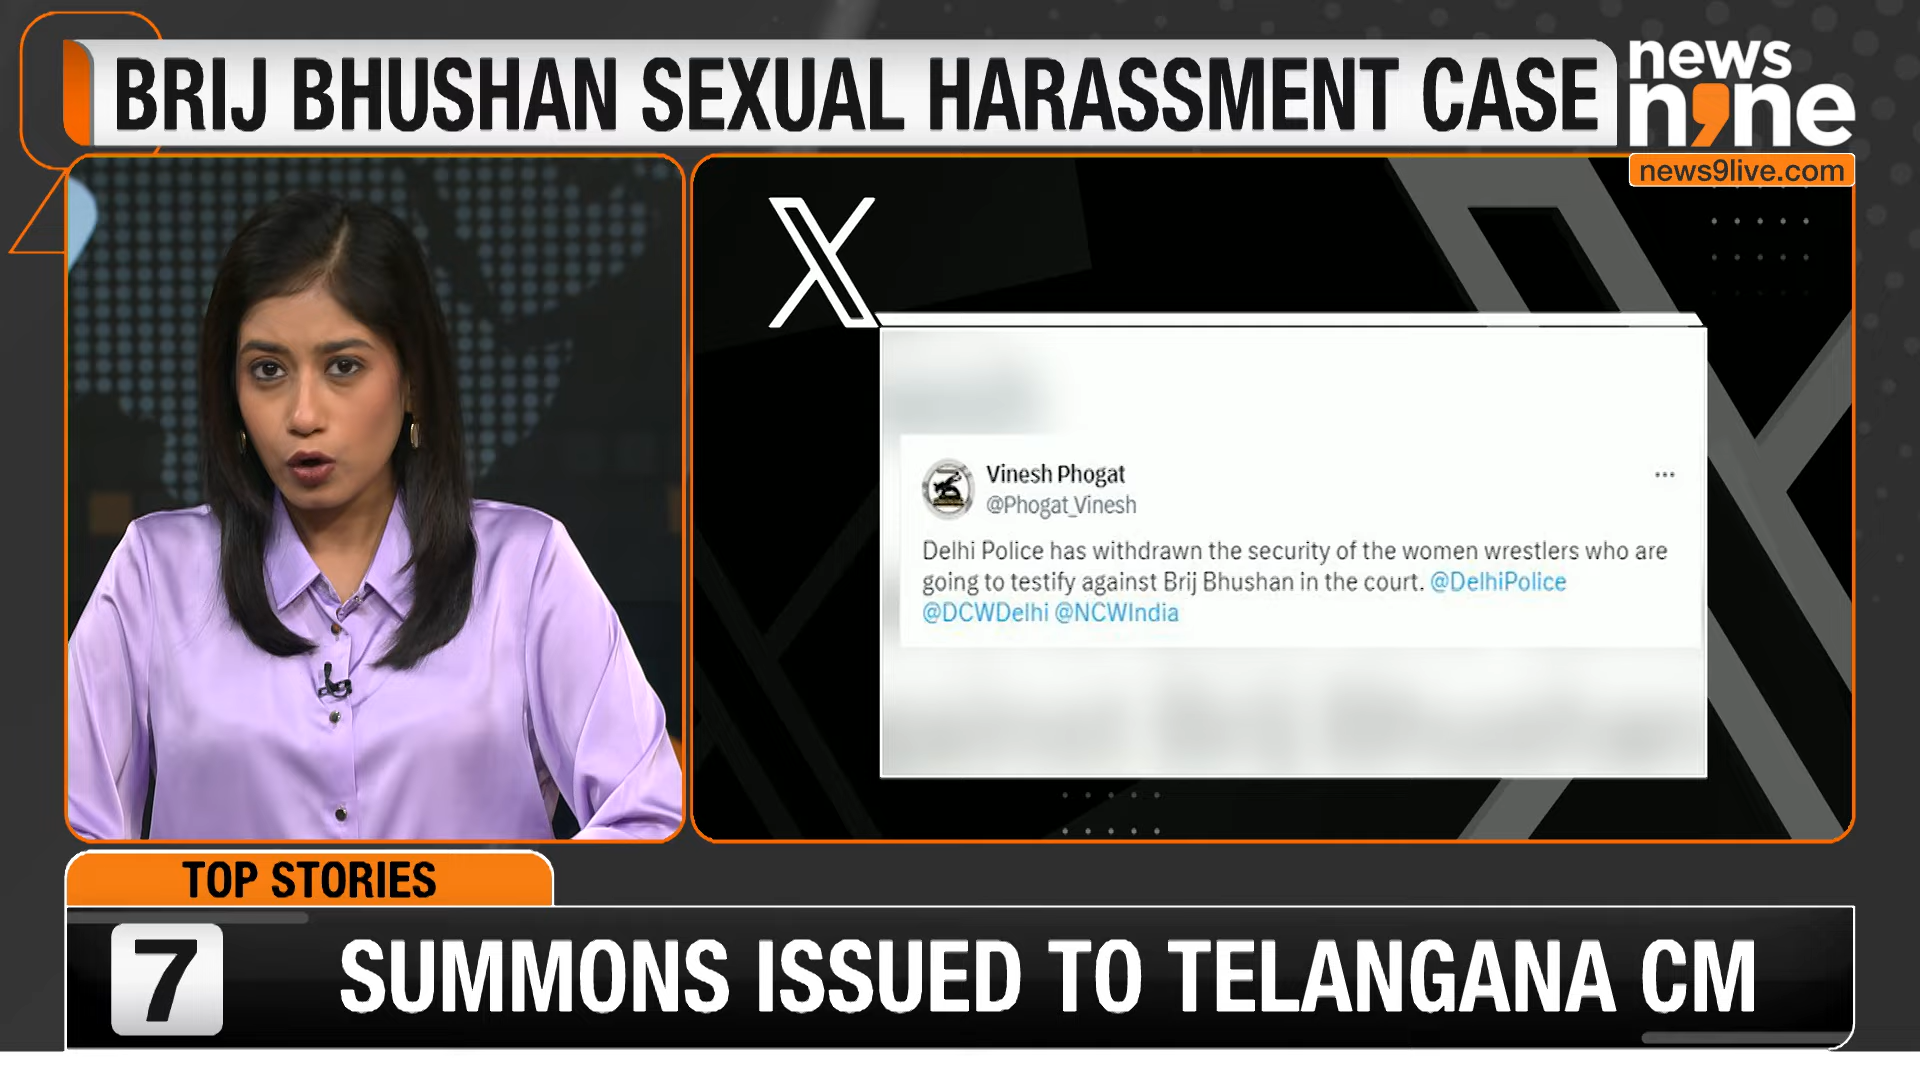 BRIJ BHUSHAN SEXUAL HARASSMENT CASE
news
n9ne
news9live.com
X
Vinesh Phogat
@Phogat_Vinesh
Delhi Police has withdrawn the security of the women wrestlers who are
going to testify against Brij Bhushan in the court. @DelhiPolice
@DCWDelhi @NCWIndia
TOP STORIES
7 SUMMONS ISSUED TO TELANGANA CM